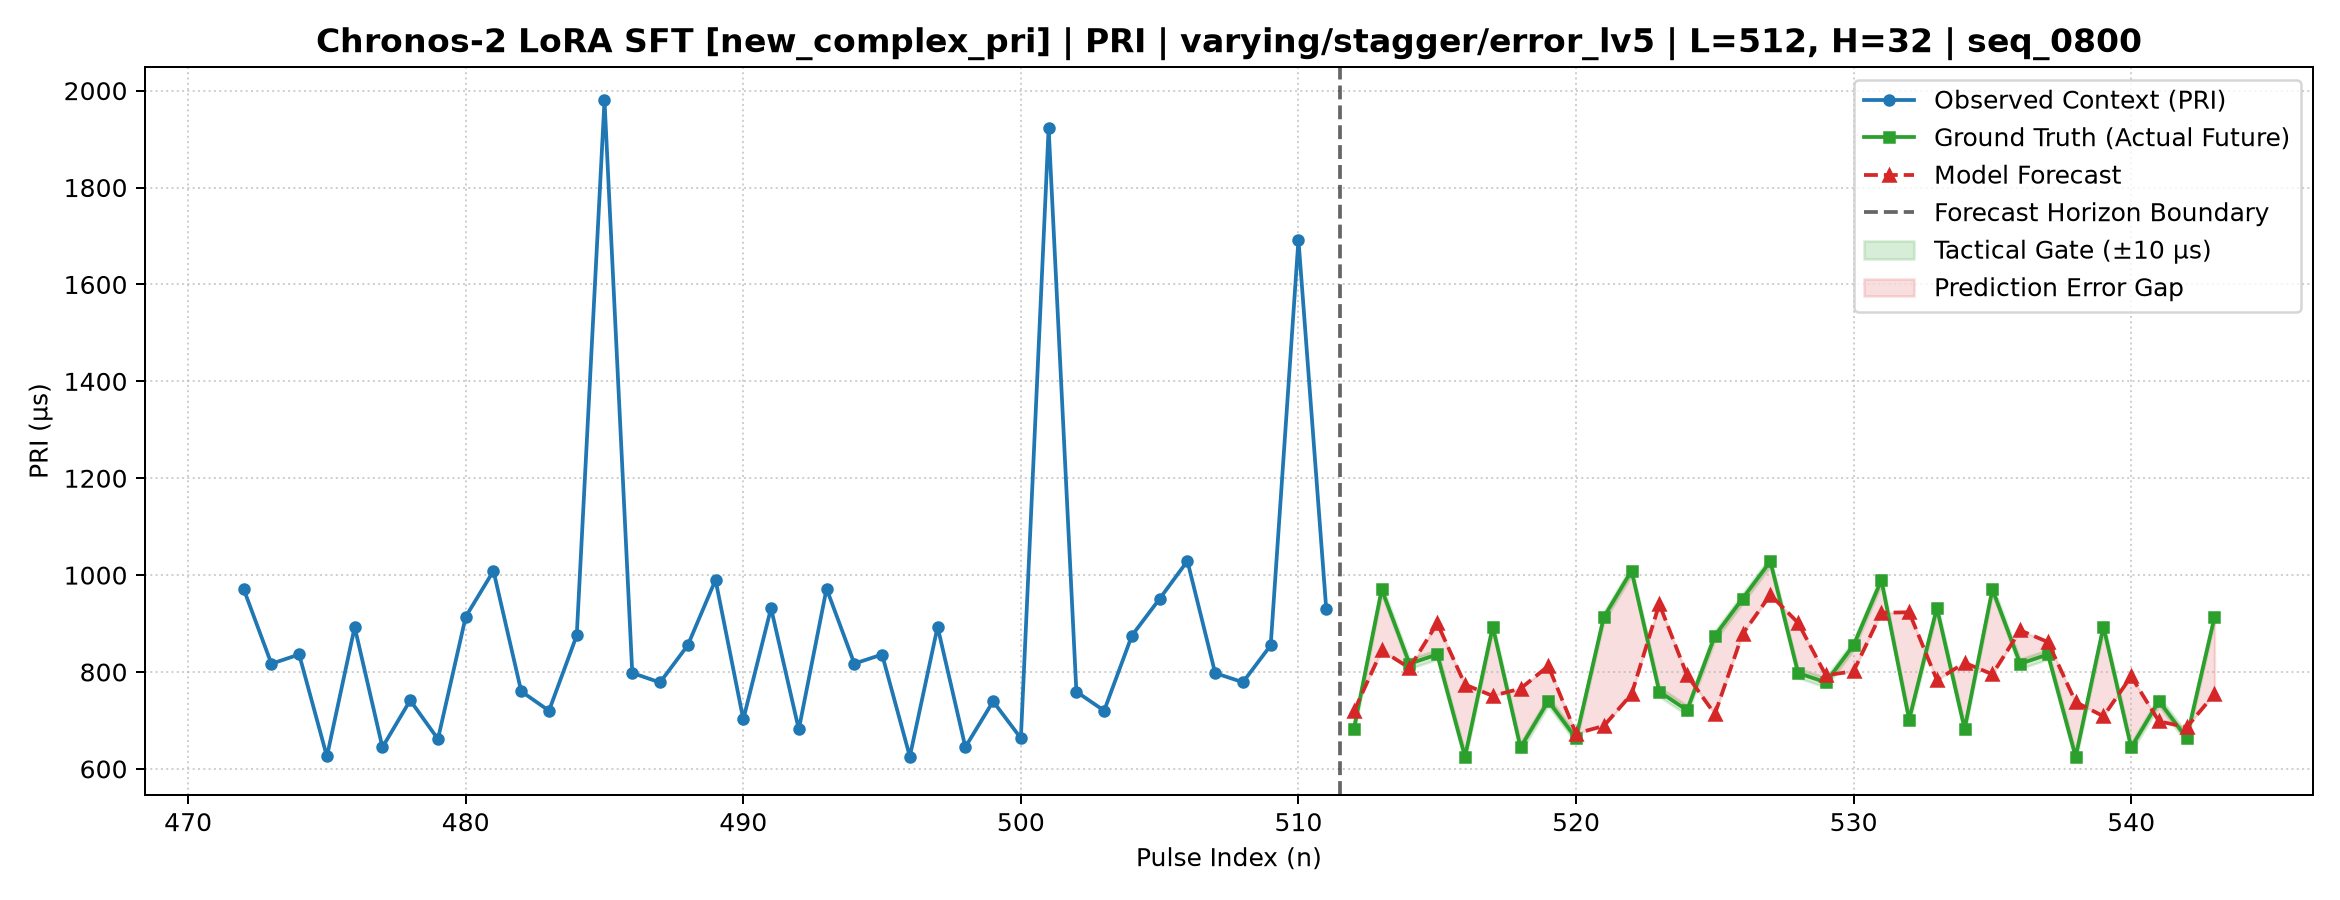 Chronos-2 LoRA SFT [new_complex_pri] | PRI | varying/stagger/error_lv5 | L=512, H=32 | seq_0800
PRI (µs)
2000
1800
1600
1400
1200
1000
800
600
Observed Context (PRI)
Ground Truth (Actual Future)
Model Forecast
Forecast Horizon Boundary
Tactical Gate (±10 µs)
Prediction Error Gap
470 480 490 500 510 520 530 540
Pulse Index (n)